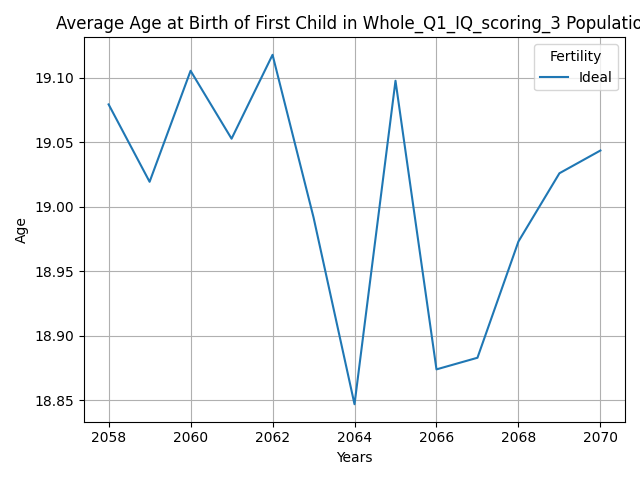 Average Age at Birth of First Child in Whole_Q1_IQ_scoring_3 Populatio
Fertility
Ideal
19.10
19.05
19.00
18.95
18.90
18.85
Age
2058 2060 2062 2064 2066 2068 2070
Years